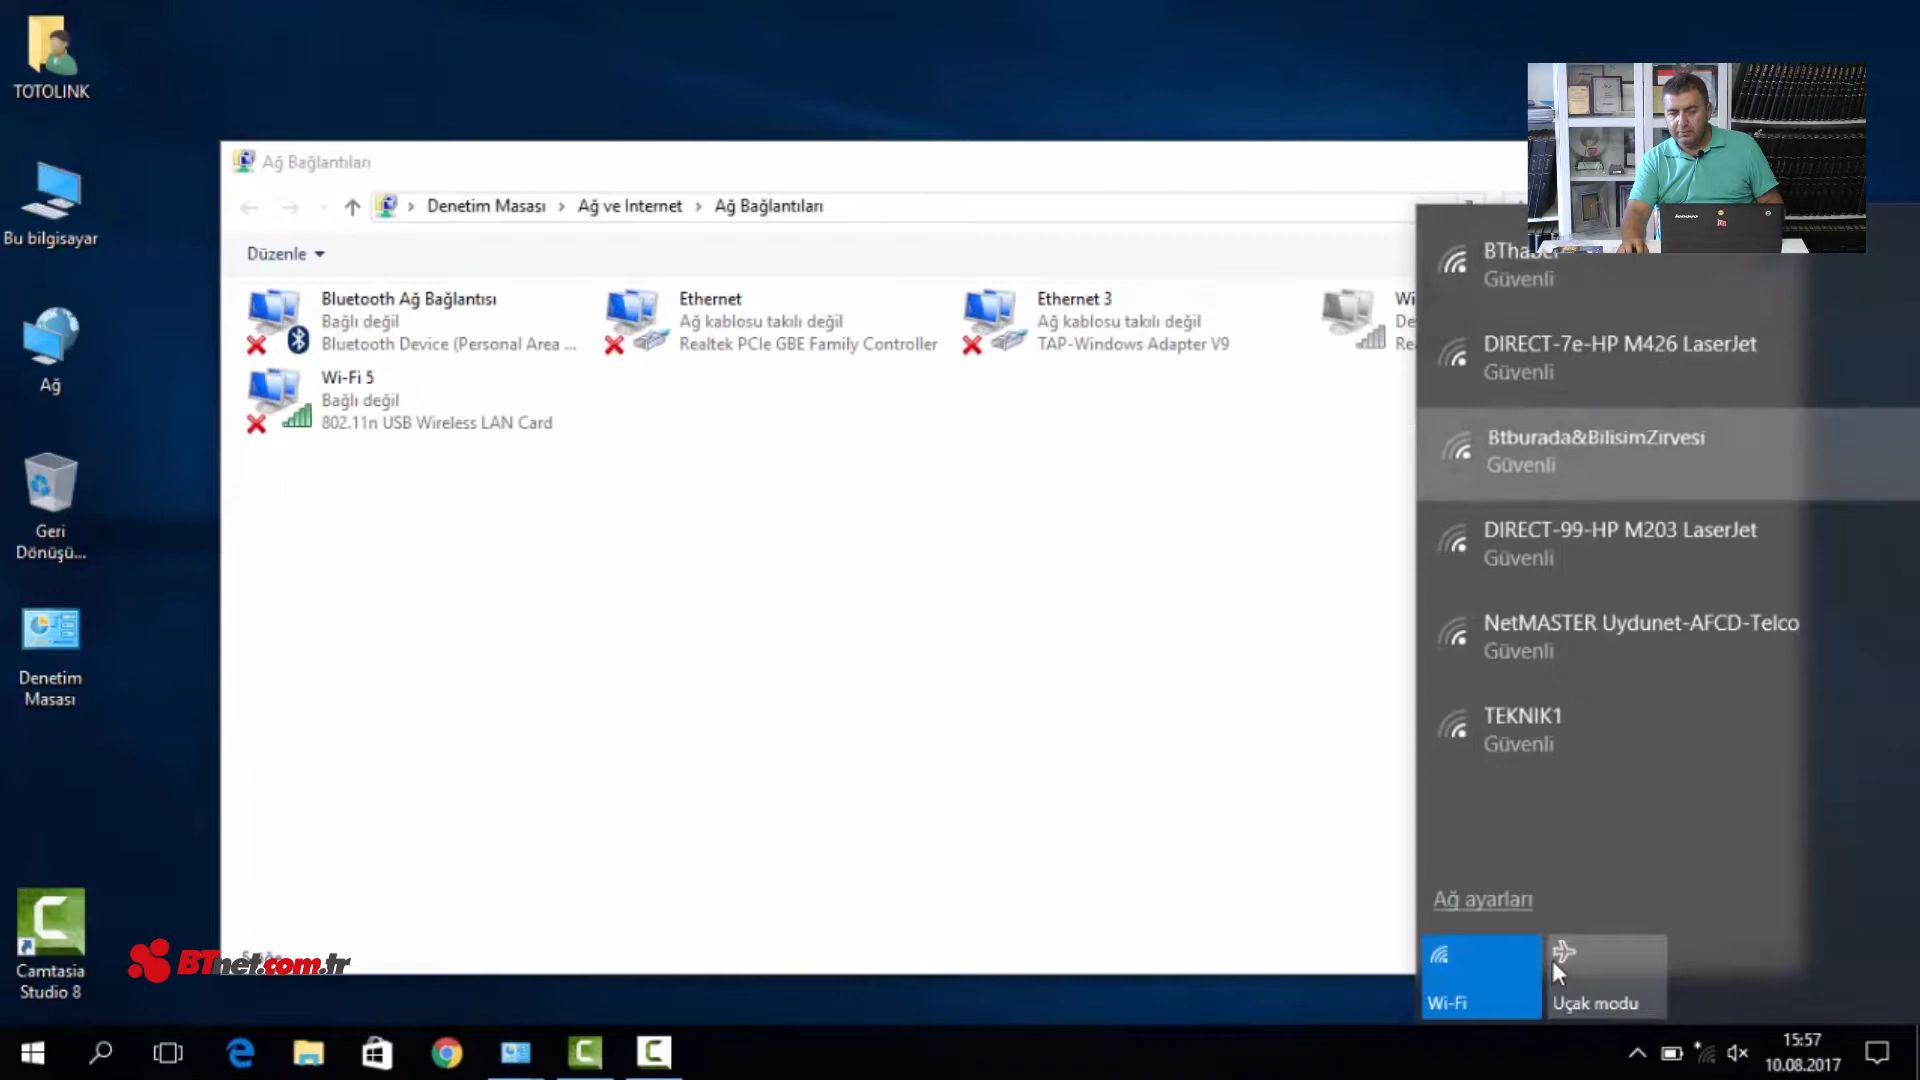 TOTOLINK
Bu bilgisayar
Ağ
Geri
Dönüşü...
Denetim
Masası
Camtasia
Studio 8
Ağ Bağlantıları
Denetim Masası > Ağ ve Internet > Ağ Bağlantıları
Düzenle
Bluetooth Ağ Bağlantısı
Bağlı değil
Bluetooth Device (Personal Area ...
Ethernet
Ağ kablosu takılı değil
Realtek PCIe GBE Family Controller
Ethernet 3
Ağ kablosu takılı değil
TAP-Windows Adapter V9
Wi-Fi 5
Bağlı değil
802.11n USB Wireless LAN Card
lenovo
Güvenli
DIRECT-7e-HP M426 LaserJet
Güvenli
Btburada&BilisimZirvesi
Güvenli
DIRECT-99-HP M203 LaserJet
Güvenli
NetMASTER Uydunet-AFCD-Telco
Güvenli
TEKNIK1
Güvenli
Ağ ayarları
Wi-Fi
Uçak modu
BTnet.com.tr
15:57
10.08.2017